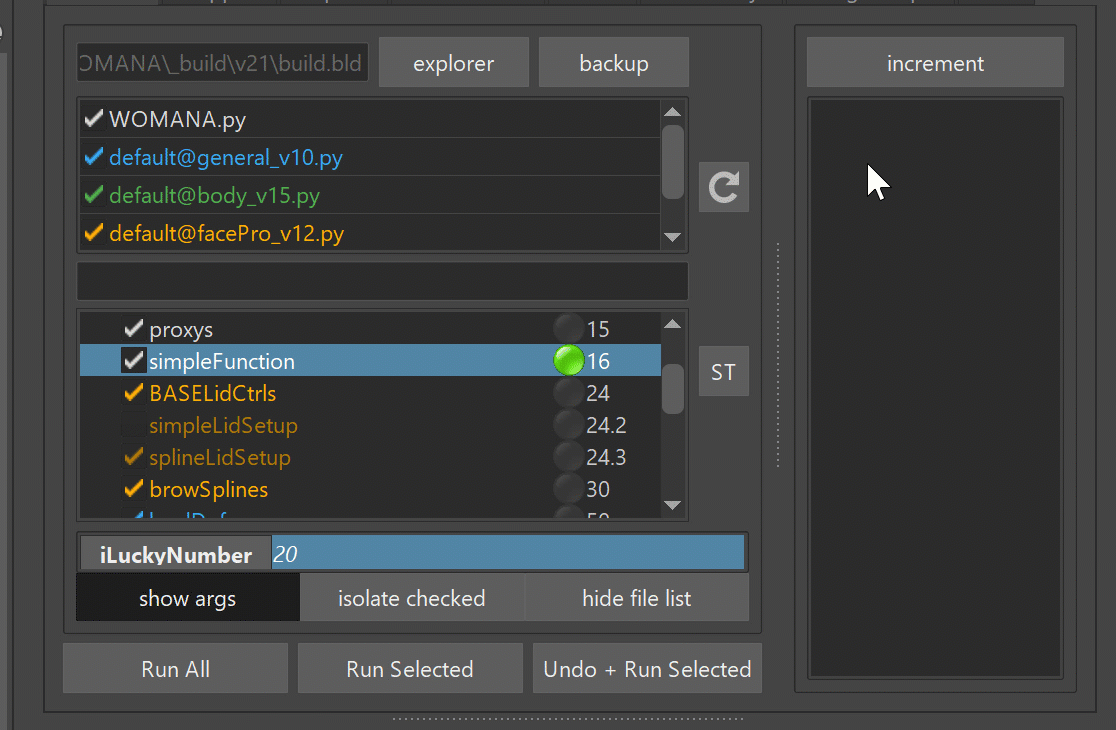 OMANA\_build\v21\build.bld explorer backup increment
WOMANA.py
default@general_v10.py
default@body_v15.py
default@facePro_v12.py
proxys 15
simpleFunction 16
ST
BASELidCtrls 24
simpleLidSetup 24.2
splineLidSetup 24.3
browSplines 30
iLuckyNumber 20
show args isolate checked hide file list
Run All Run Selected Undo + Run Selected